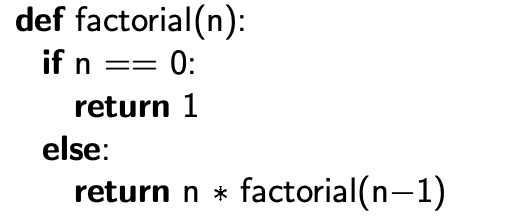 def factorial(n):
if n == 0:
return 1
else:
return n * factorial(n−1)